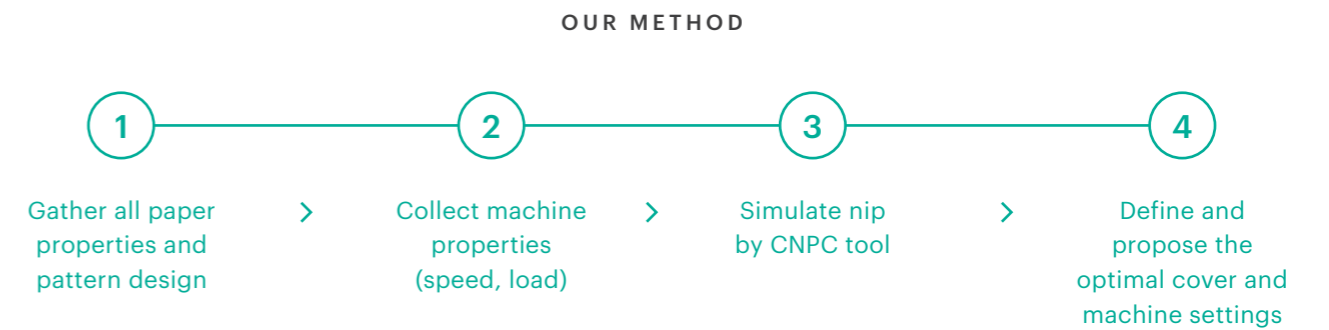 OUR METHOD
1
2
3
4
Gather all paper
properties and
pattern design
>
Collect machine
properties
(speed, load)
>
Simulate nip
by CNPC tool
>
Define and
propose the
optimal cover and
machine settings